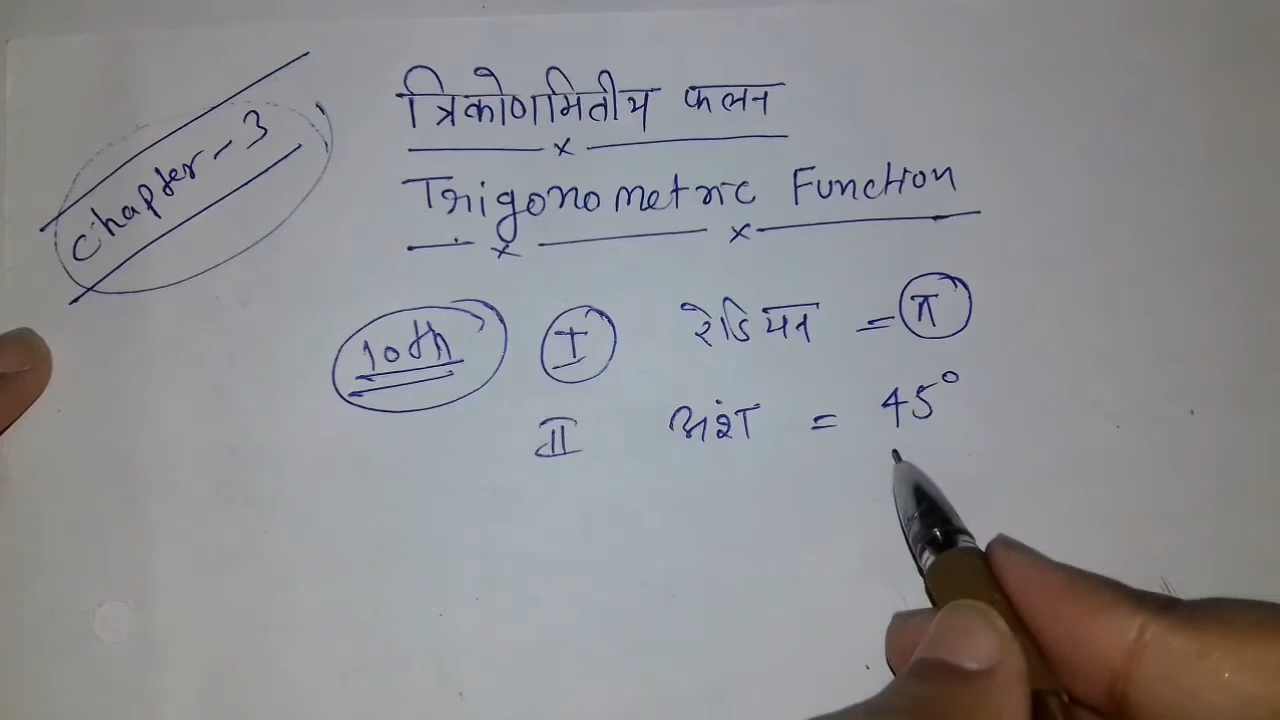 Chapter-3
त्रिकोणमितीय फलन
Trigonometric Function
10th I रेडियन = π
II अंश = 45°